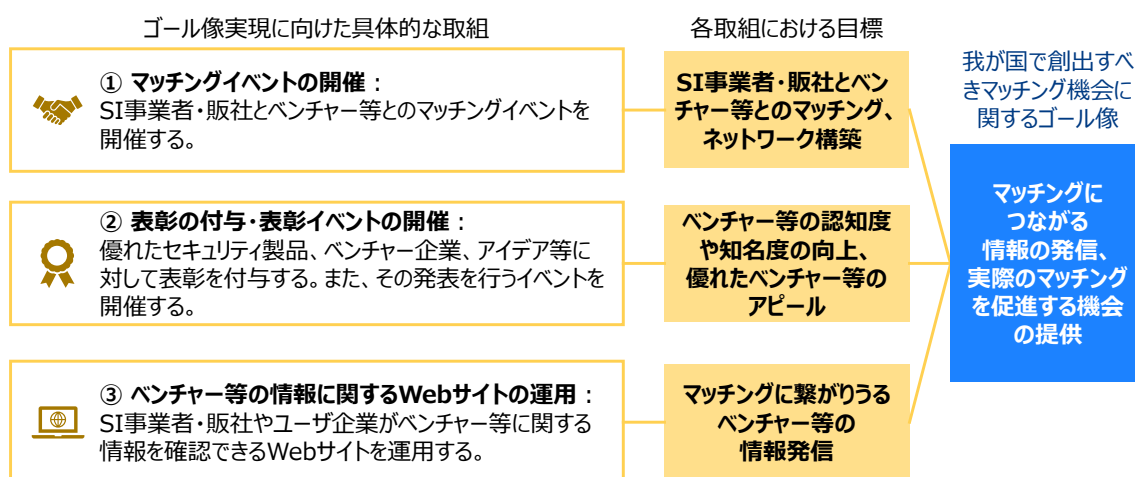 ゴール像実現に向けた具体的な取組
各取組における目標
我が国で創出すべ
きマッチング機会に
関するゴール像
① マッチングイベントの開催：
SI事業者・販社とベンチャー等とのマッチングイベントを
開催する。
SI事業者・販社とベン
チャー等とのマッチング、
ネットワーク構築
② 表彰の付与・表彰イベントの開催：
優れたセキュリティ製品、ベンチャー企業、アイデア等に
対して表彰を付与する。また、その発表を行うイベントを
開催する。
ベンチャー等の認知度
や知名度の向上、
優れたベンチャー等の
アピール
③ ベンチャー等の情報に関するWebサイトの運用：
SI事業者・販社やユーザ企業がベンチャー等に関する
情報を確認できるWebサイトを運用する。
マッチングに繋がりうる
ベンチャー等の
情報発信
マッチングに
つながる
情報の発信、
実際のマッチング
を促進する機会
の提供